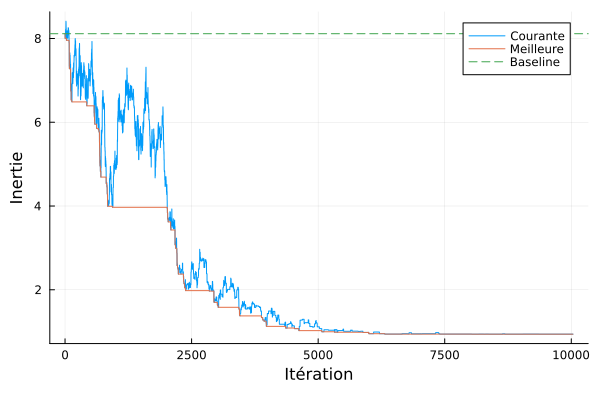 Courante
Meilleure
Baseline
Inertie
8
6
4
2
0
2500
5000
7500
10000
Itération